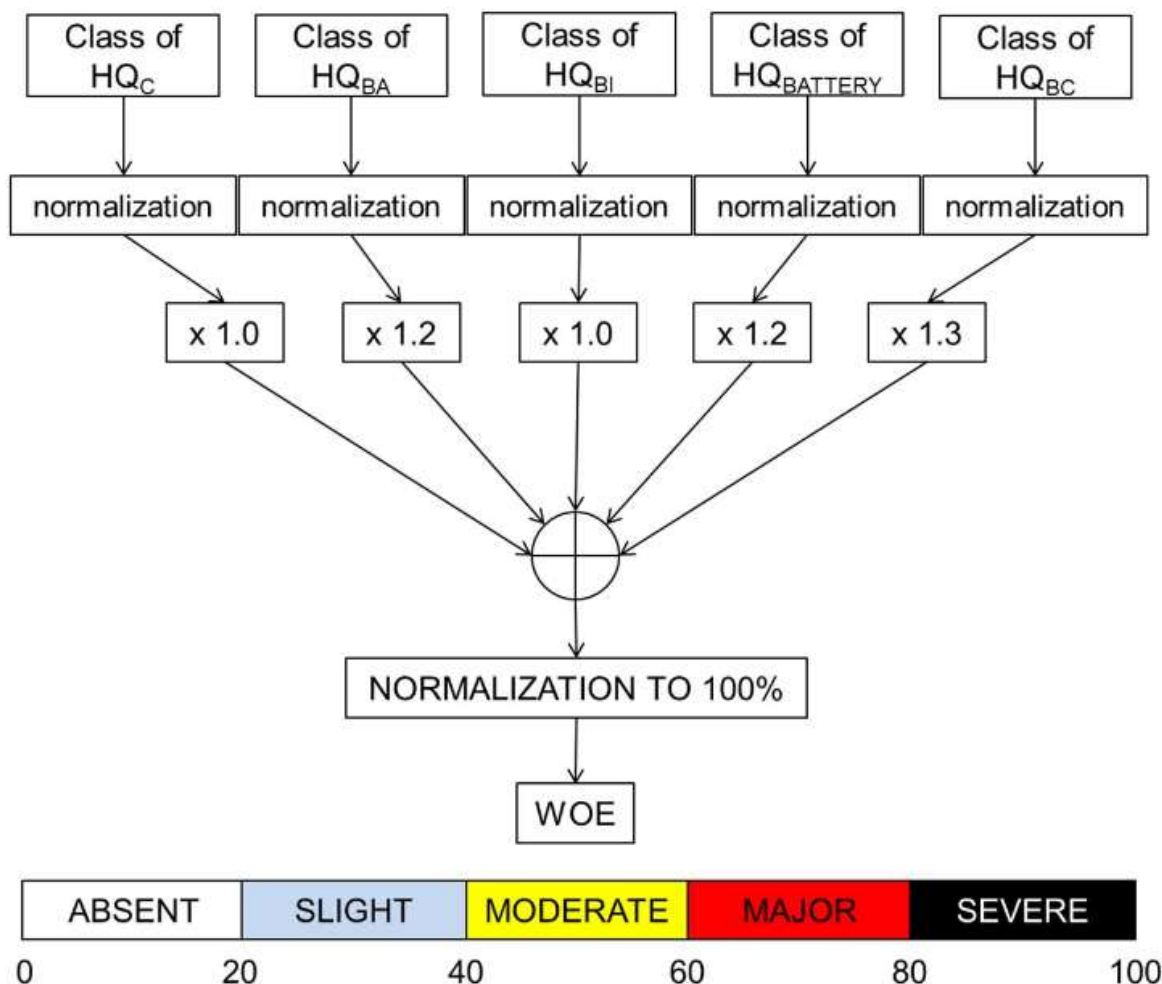 Class of
HQC
Class of
HQBA
Class of
HQBI
Class of
HQBATTERY
Class of
HQBC
normalization
normalization
normalization
normalization
normalization
x 1.0
x 1.2
x 1.0
x 1.2
x 1.3
NORMALIZATION TO 100%
WOE
ABSENT
SLIGHT
MODERATE
MAJOR
SEVERE
0
20
40
60
80
100